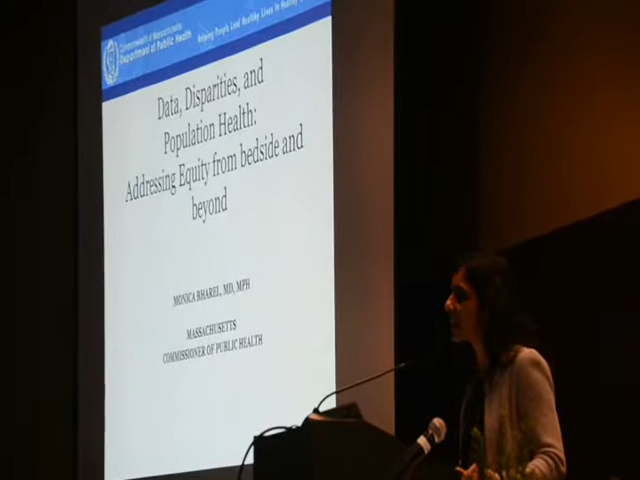 Commonwealth of Massachusetts
Department of Public Health
Helping People Lead Healthy Lives in Healthy
Data, Disparities, and
Population Health:
Addressing Equity from bedside and
beyond
MONICA BHAREL, MD, MPH
MASSACHUSETTS
COMMISSIONER OF PUBLIC HEALTH